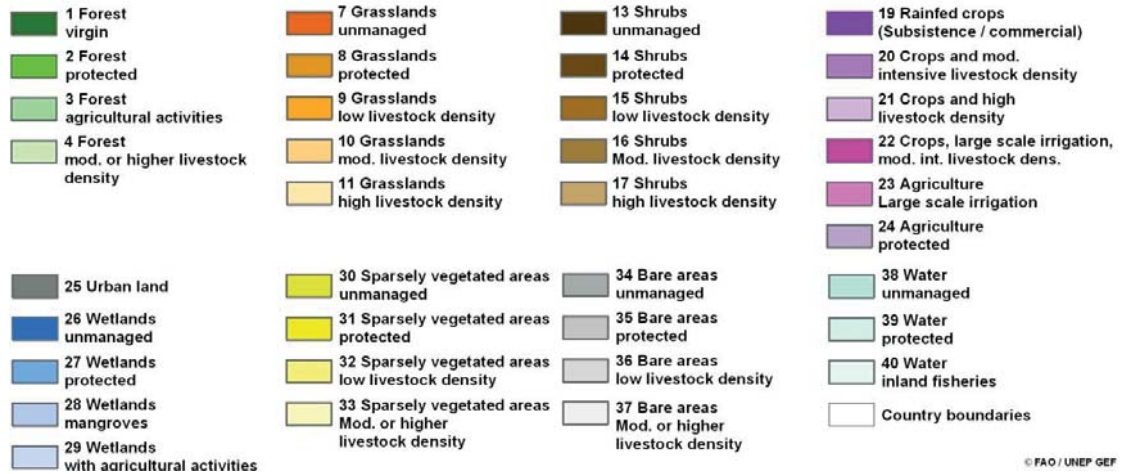 1 Forest
virgin
2 Forest
protected
3 Forest
agricultural activities
4 Forest
mod. or higher livestock
density
7 Grasslands
unmanaged
8 Grasslands
protected
9 Grasslands
low livestock density
10 Grasslands
mod. livestock density
11 Grasslands
high livestock density
13 Shrubs
unmanaged
14 Shrubs
protected
15 Shrubs
low livestock density
16 Shrubs
Mod. livestock density
17 Shrubs
high livestock density
19 Rainfed crops
(Subsistence / commercial)
20 Crops and mod.
intensive livestock density
21 Crops and high
livestock density
22 Crops, large scale irrigation,
mod. int. livestock dens.
23 Agriculture
Large scale irrigation
24 Agriculture
protected
25 Urban land
26 Wetlands
unmanaged
27 Wetlands
protected
28 Wetlands
mangroves
29 Wetlands
with agricultural activities
30 Sparsely vegetated areas
unmanaged
31 Sparsely vegetated areas
protected
32 Sparsely vegetated areas
low livestock density
33 Sparsely vegetated areas
Mod. or higher
livestock density
34 Bare areas
unmanaged
35 Bare areas
protected
36 Bare areas
low livestock density
37 Bare areas
Mod. or higher
livestock density
38 Water
unmanaged
39 Water
protected
40 Water
inland fisheries
Country boundaries
© FAO / UNEP GEF